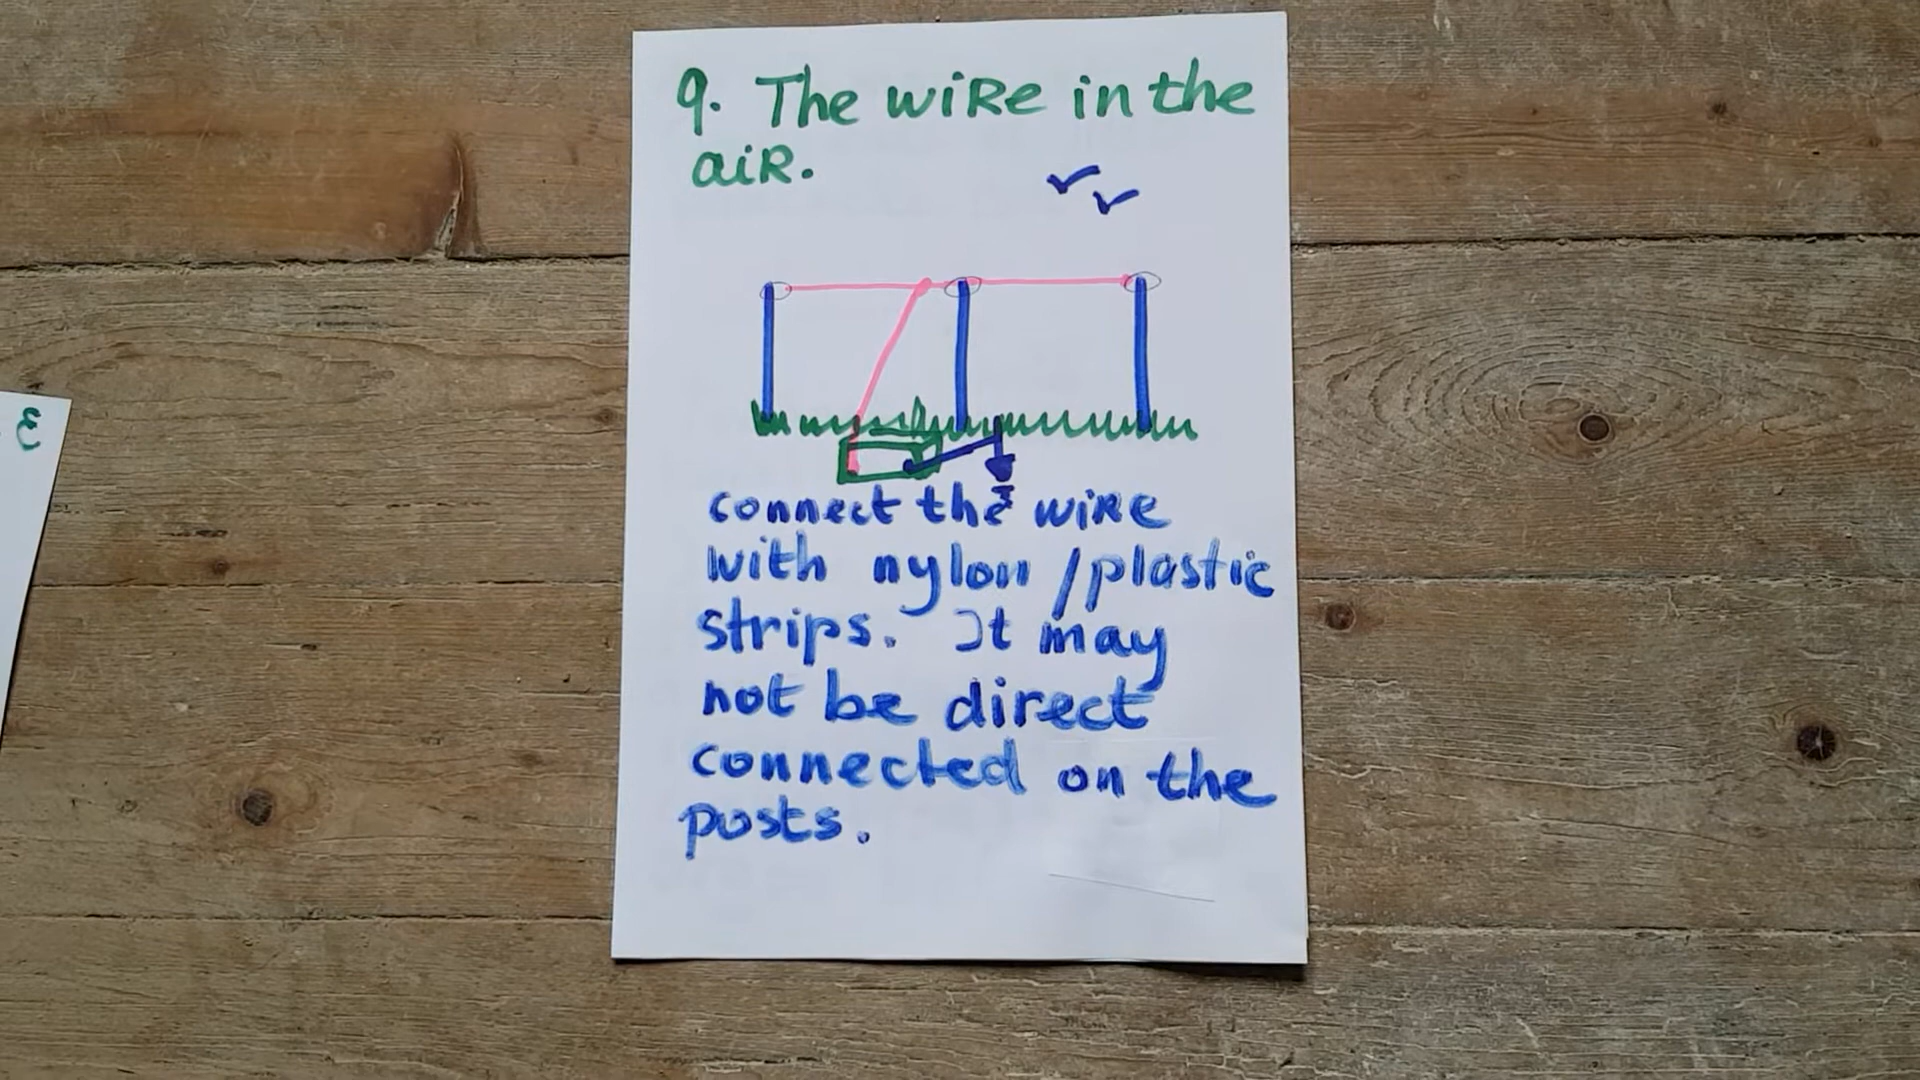 9. The wire in the
air.
connect the wire
with nylon / plastic
strips. It may
not be direct
connected on the
posts.